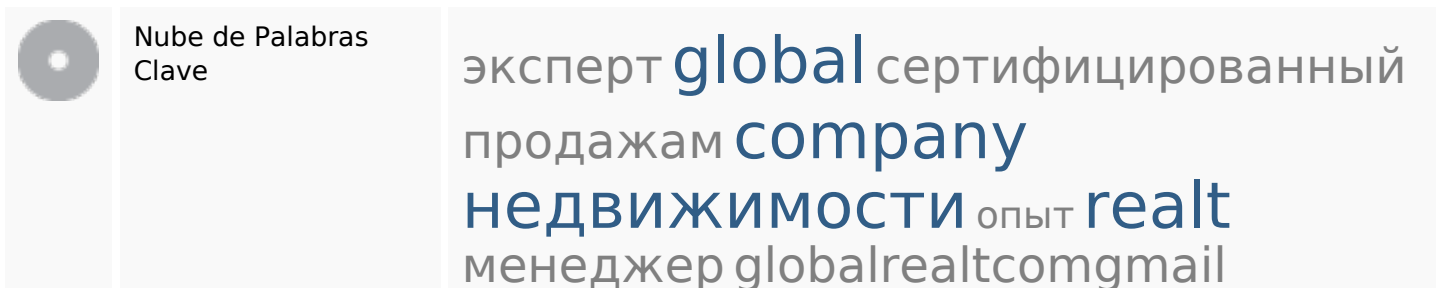 Nube de Palabras
Clave
эксперт global сертифицированный
продажам company
недвижимости опыт realt
менеджер globalrealtcomgmail